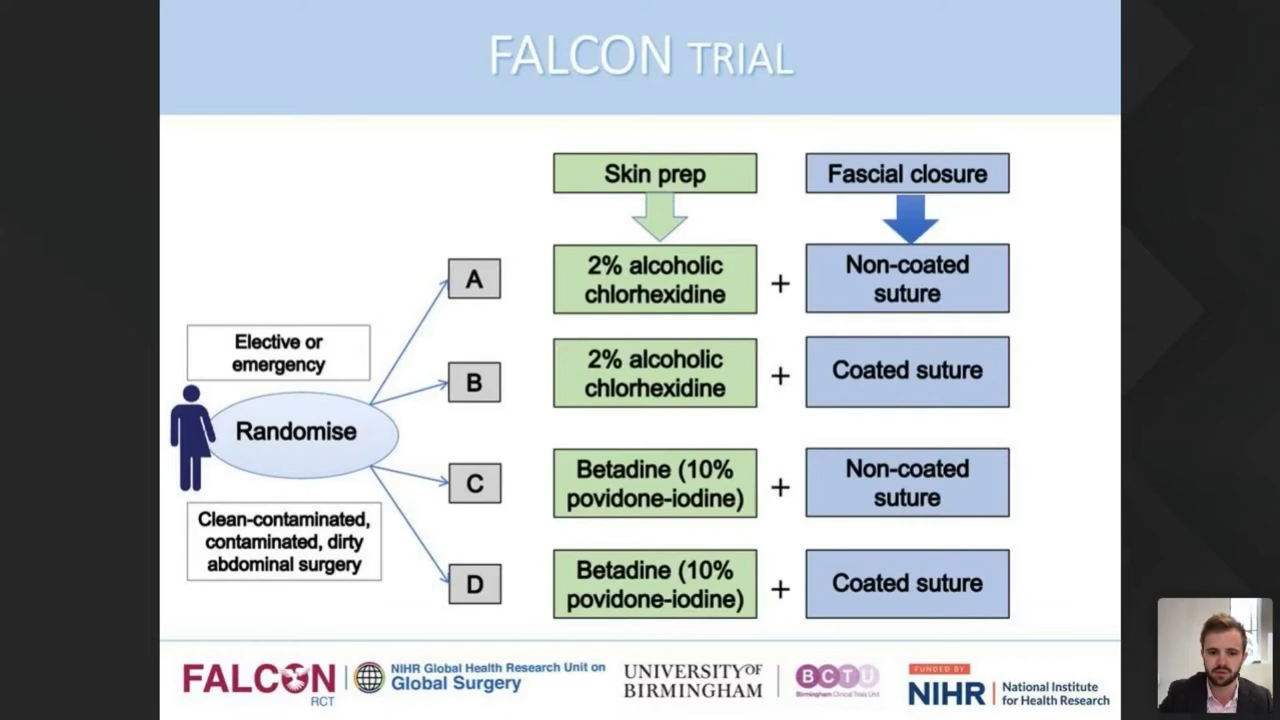 FALCON TRIAL
Skin prep
Fascial closure
A
2% alcoholic
chlorhexidine
+
Non-coated
suture
Elective or
emergency
B
2% alcoholic
chlorhexidine
+
Coated suture
Randomise
C
Betadine (10%
povidone-iodine)
+
Non-coated
suture
Clean-contaminated,
contaminated, dirty
abdominal surgery
D
Betadine (10%
povidone-iodine)
+
Coated suture
FALCON
RCT
NIHR Global Health Research Unit on
Global Surgery
UNIVERSITY OF
BIRMINGHAM
BCTU
Birmingham Clinical Trials Unit
FUNDED BY
NIHR
National Institute
for Health Research